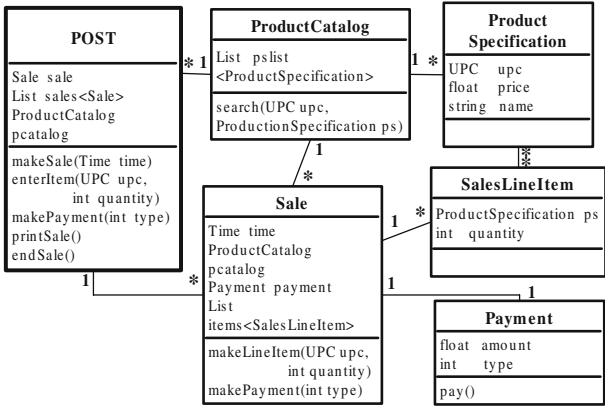 POST
Sale sale
List sales<Sale>
ProductCatalog
pcatalog
makeSale(Time time)
enterItem(UPC upc,
int quantity)
makePayment(int type)
printSale()
endSale()
* 1
ProductCatalog
List pslist
<ProductSpecification>
search(UPC upc,
ProductionSpecification ps)
1 *
Product
Specification
UPC upc
float price
string name
*
*
1
*
Sale
Time time
ProductCatalog
pcatalog
Payment payment
List
items<SalesLineItem>
makeLineItem(UPC upc,
int quantity)
makePayment(int type)
1 *
SalesLineItem
ProductSpecification ps
int quantity
1 *
1 1
Payment
float amount
int type
pay()